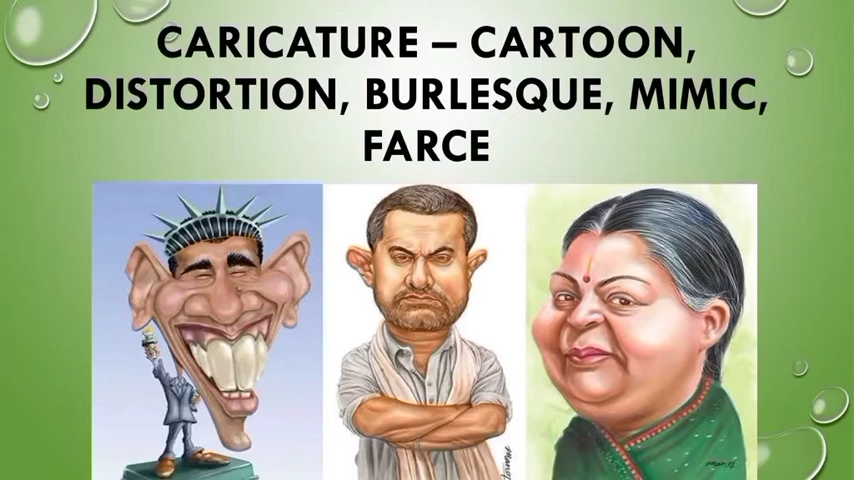 CARICATURE – CARTOON,
DISTORTION, BURLESQUE, MIMIC,
FARCE